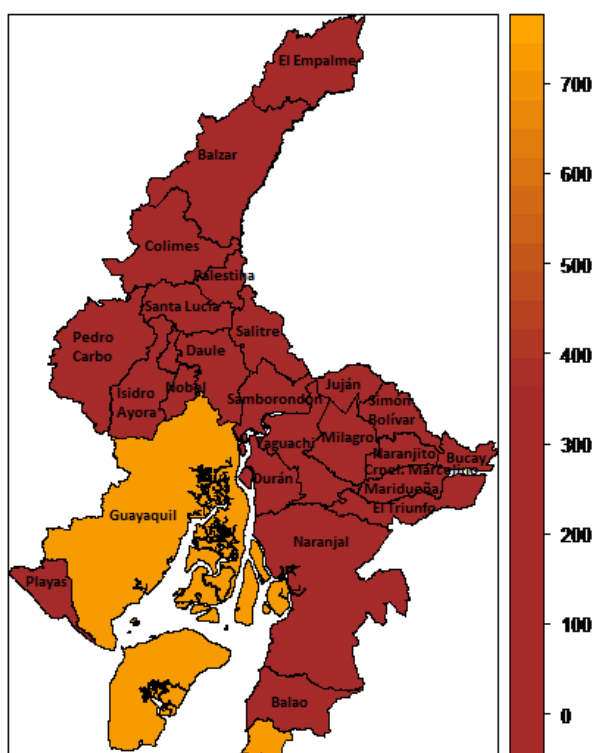 El Empalme
Balzar
Colimes
Palestina
Santa Lucía
Salitre
Pedro
Carbo
Daule
Isidro
Ayora
Nobol
Samborondón
Juján
Simón
Bolívar
Yaguachi
Milagro
Naranjito
Bucay
Crnel. Marcelino
Maridueña
Durán
El Triunfo
Guayaquil
Naranjal
Playas
Balao
700
600
500
400
300
200
100
0